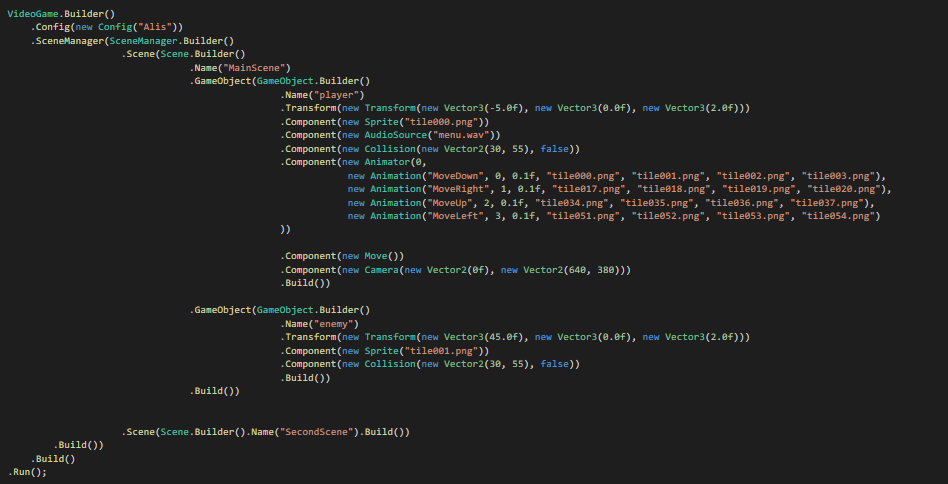 VideoGame.Builder()
    .Config(new Config("Alis"))
    .SceneManager(SceneManager.Builder()
                    .Scene(Scene.Builder()
                                .Name("MainScene")
                                .GameObject(GameObject.Builder()
                                                .Name("player")
                                                .Transform(new Transform(new Vector3(-5.0f), new Vector3(0.0f), new Vector3(2.0f)))
                                                .Component(new Sprite("tile000.png"))
                                                .Component(new AudioSource("menu.wav"))
                                                .Component(new Collision(new Vector2(30, 55), false))
                                                .Component(new Animator(0,
                                                            new Animation("MoveDown", 0, 0.1f, "tile000.png", "tile001.png", "tile002.png", "tile003.png"),
                                                            new Animation("MoveRight", 1, 0.1f, "tile017.png", "tile018.png", "tile019.png", "tile020.png"),
                                                            new Animation("MoveUp", 2, 0.1f, "tile034.png", "tile035.png", "tile036.png", "tile037.png"),
                                                            new Animation("MoveLeft", 3, 0.1f, "tile051.png", "tile052.png", "tile053.png", "tile054.png")
                                                ))
                                                .Component(new Move())
                                                .Component(new Camera(new Vector2(0f), new Vector2(640, 380)))
                                                .Build())
                                .GameObject(GameObject.Builder()
                                                .Name("enemy")
                                                .Transform(new Transform(new Vector3(45.0f), new Vector3(0.0f), new Vector3(2.0f)))
                                                .Component(new Sprite("tile001.png"))
                                                .Component(new Collision(new Vector2(30, 55), false))
                                                .Build())
                                .Build())
                    .Scene(Scene.Builder().Name("SecondScene").Build())
        .Build())
    .Build()
.Run();